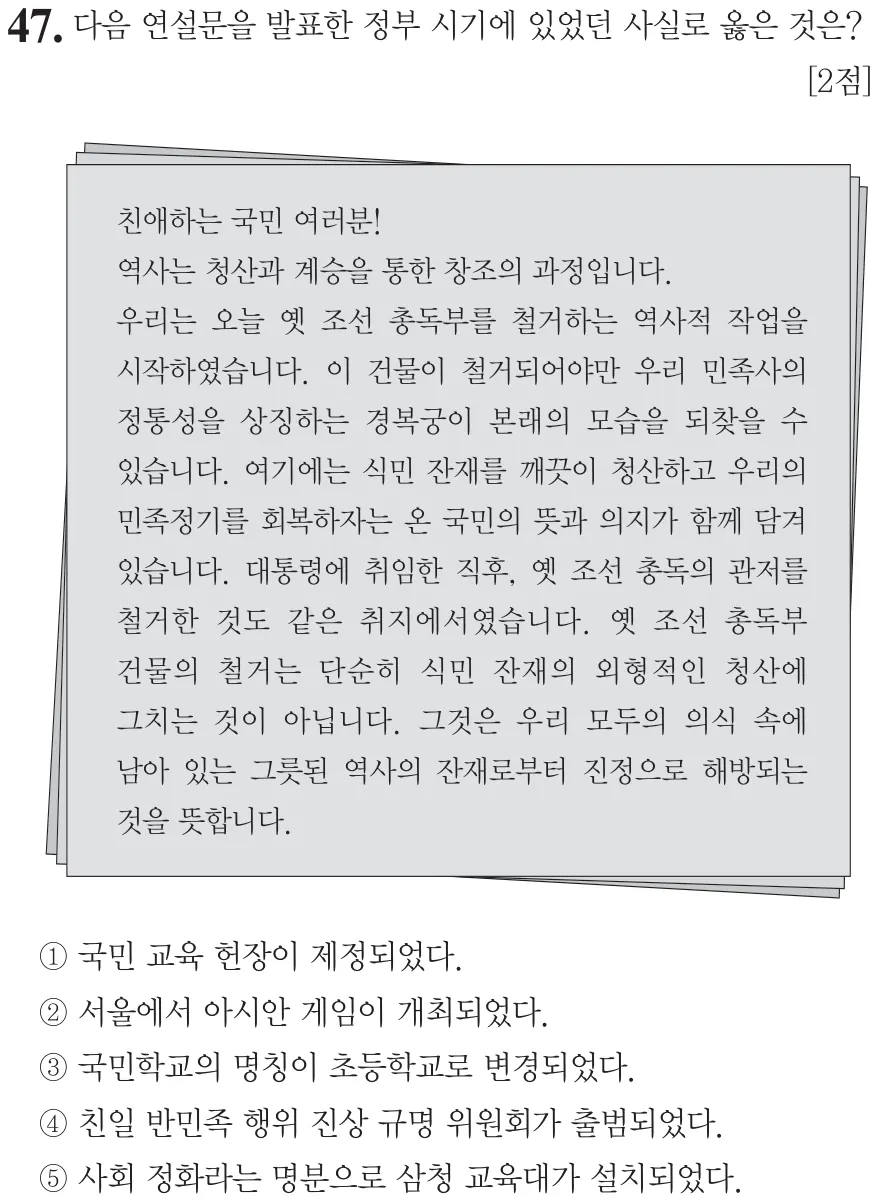 47. 다음 연설문을 발표한 정부 시기에 있었던 사실로 옳은 것은?
[2점]
친애하는 국민 여러분!
역사는 청산과 계승을 통한 창조의 과정입니다.
우리는 오늘 옛 조선 총독부를 철거하는 역사적 작업을
시작하였습니다. 이 건물이 철거되어야만 우리 민족사의
정통성을 상징하는 경복궁이 본래의 모습을 되찾을 수
있습니다. 여기에는 식민 잔재를 깨끗이 청산하고 우리의
민족정기를 회복하자는 온 국민의 뜻과 의지가 함께 담겨
있습니다. 대통령에 취임한 직후, 옛 조선 총독의 관저를
철거한 것도 같은 취지에서였습니다. 옛 조선 총독부
건물의 철거는 단순히 식민 잔재의 외형적인 청산에
그치는 것이 아닙니다. 그것은 우리 모두의 의식 속에
남아 있는 그릇된 역사의 잔재로부터 진정으로 해방되는
것을 뜻합니다.
① 국민 교육 헌장이 제정되었다.
② 서울에서 아시안 게임이 개최되었다.
③ 국민학교의 명칭이 초등학교로 변경되었다.
④ 친일 반민족 행위 진상 규명 위원회가 출범되었다.
⑤ 사회 정화라는 명분으로 삼청 교육대가 설치되었다.